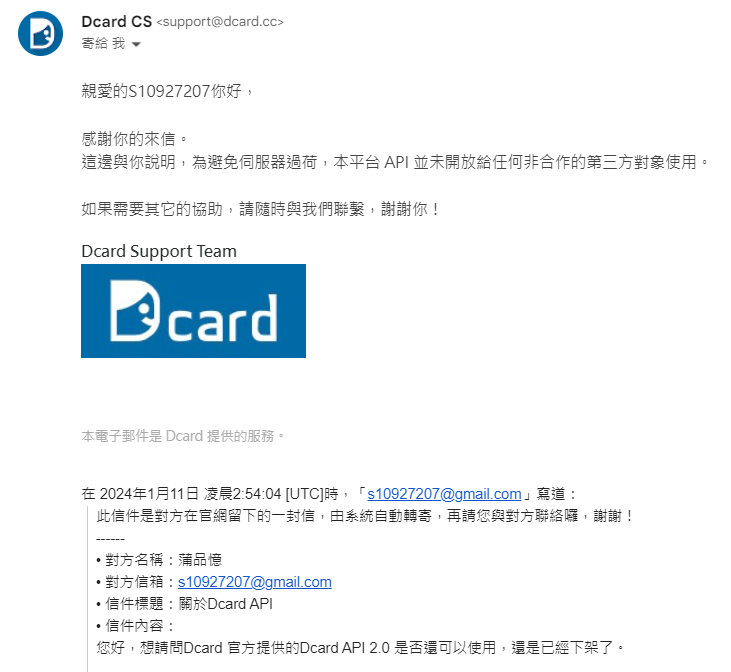 Dcard CS <support@dcard.cc>
寄給 我
親愛的S10927207你好，
感謝你的來信。
這邊與你說明，為避免伺服器過荷，本平台 API 並未開放給任何非合作的第三方對象使用。
如果需要其它的協助，請隨時與我們聯繫，謝謝你！
Dcard Support Team
Dcard
本電子郵件是 Dcard 提供的服務。
在 2024年1月11日 凌晨2:54:04 [UTC]時，「s10927207@gmail.com」寫道：
此信件是對方在官網留下的一封信，由系統自動轉寄，再請您與對方聯絡囉，謝謝！
------
• 對方名稱：蒲品憶
• 對方信箱：s10927207@gmail.com
• 信件標題：關於Dcard API
• 信件內容：
您好，想請問Dcard 官方提供的Dcard API 2.0 是否還可以使用，還是已經下架了。